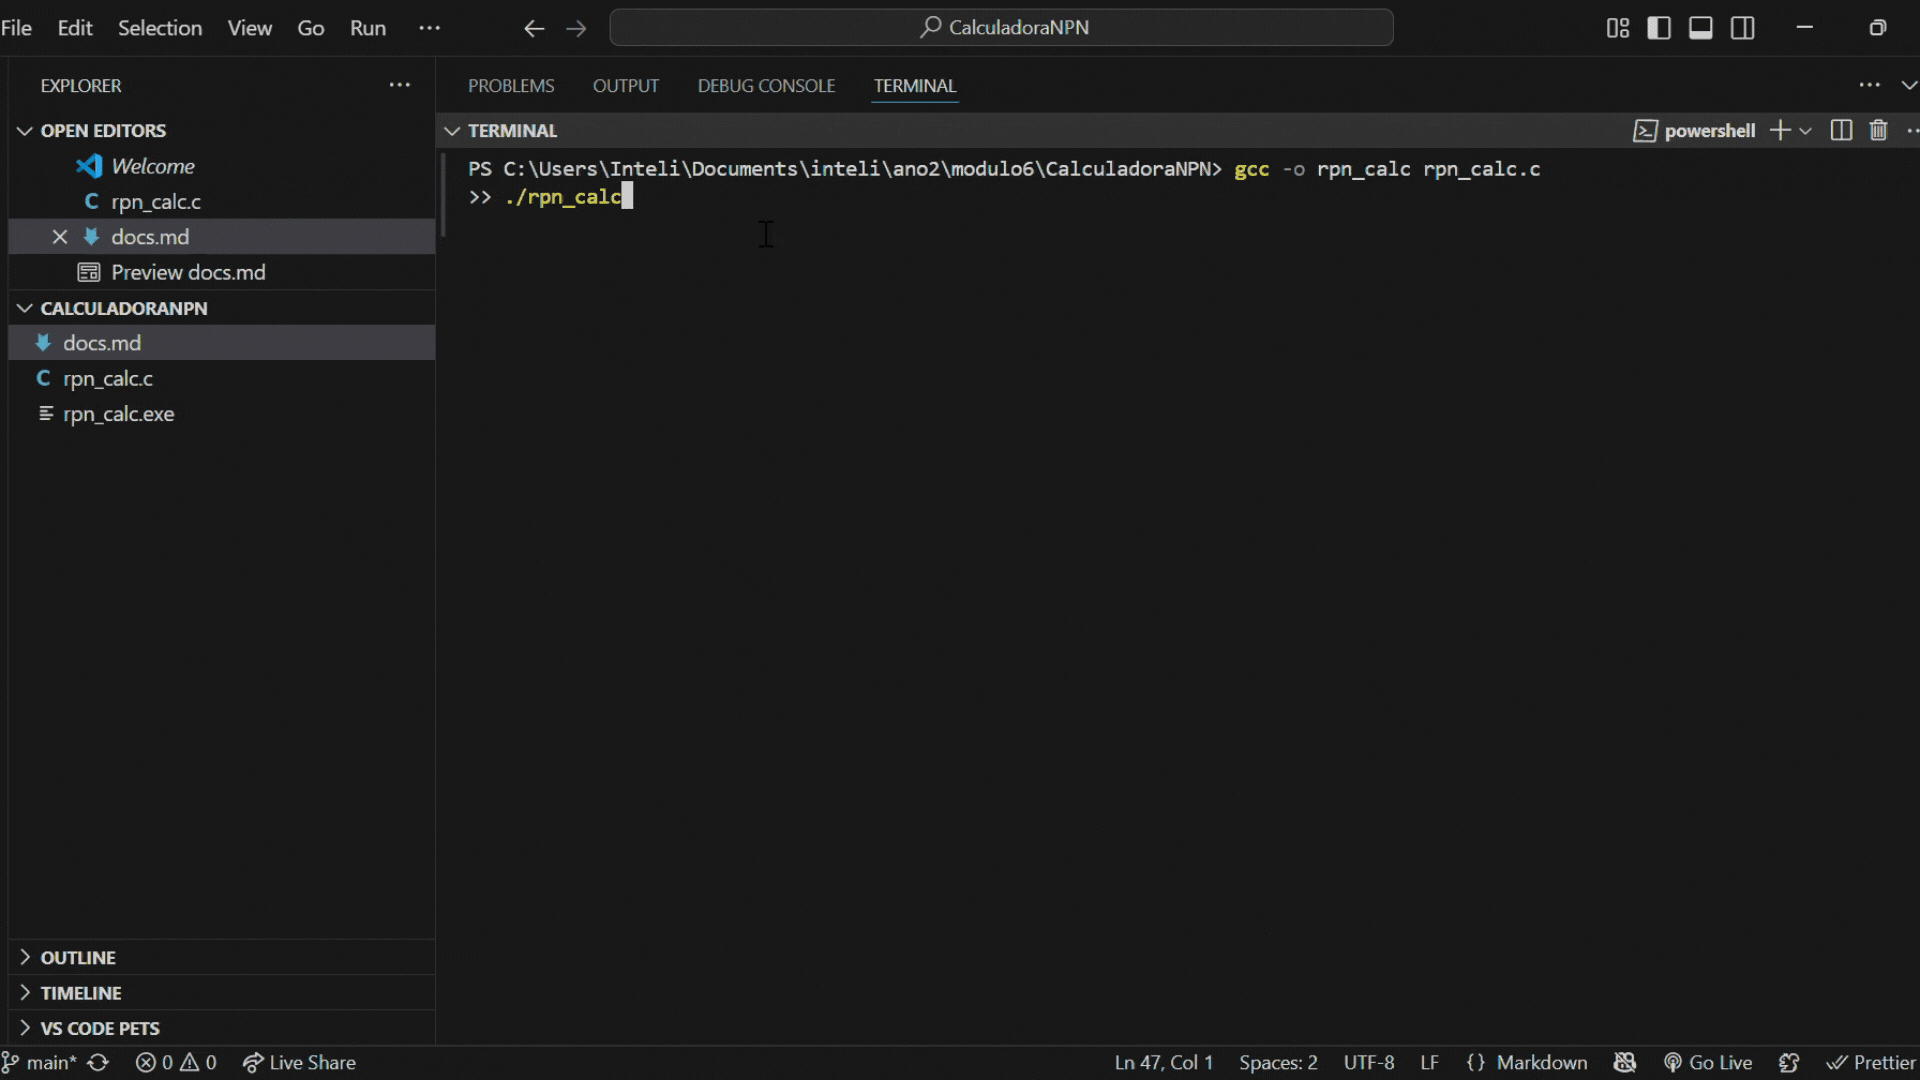 File Edit Selection View Go Run ...
CalculadoraNPN
EXPLORER
OPEN EDITORS
Welcome
rpn_calc.c
docs.md
Preview docs.md
CALCULADORANPN
docs.md
rpn_calc.c
rpn_calc.exe
OUTLINE
TIMELINE
VS CODE PETS
PROBLEMS OUTPUT DEBUG CONSOLE TERMINAL
TERMINAL
powershell
PS C:\Users\Inteli\Documents\inteli\ano2\modulo6\CalculadoraNPN> gcc -o rpn_calc rpn_calc.c
>> ./rpn_calc
main* 0 0 Live Share Ln 47, Col 1 Spaces: 2 UTF-8 LF {} Markdown Go Live Prettier